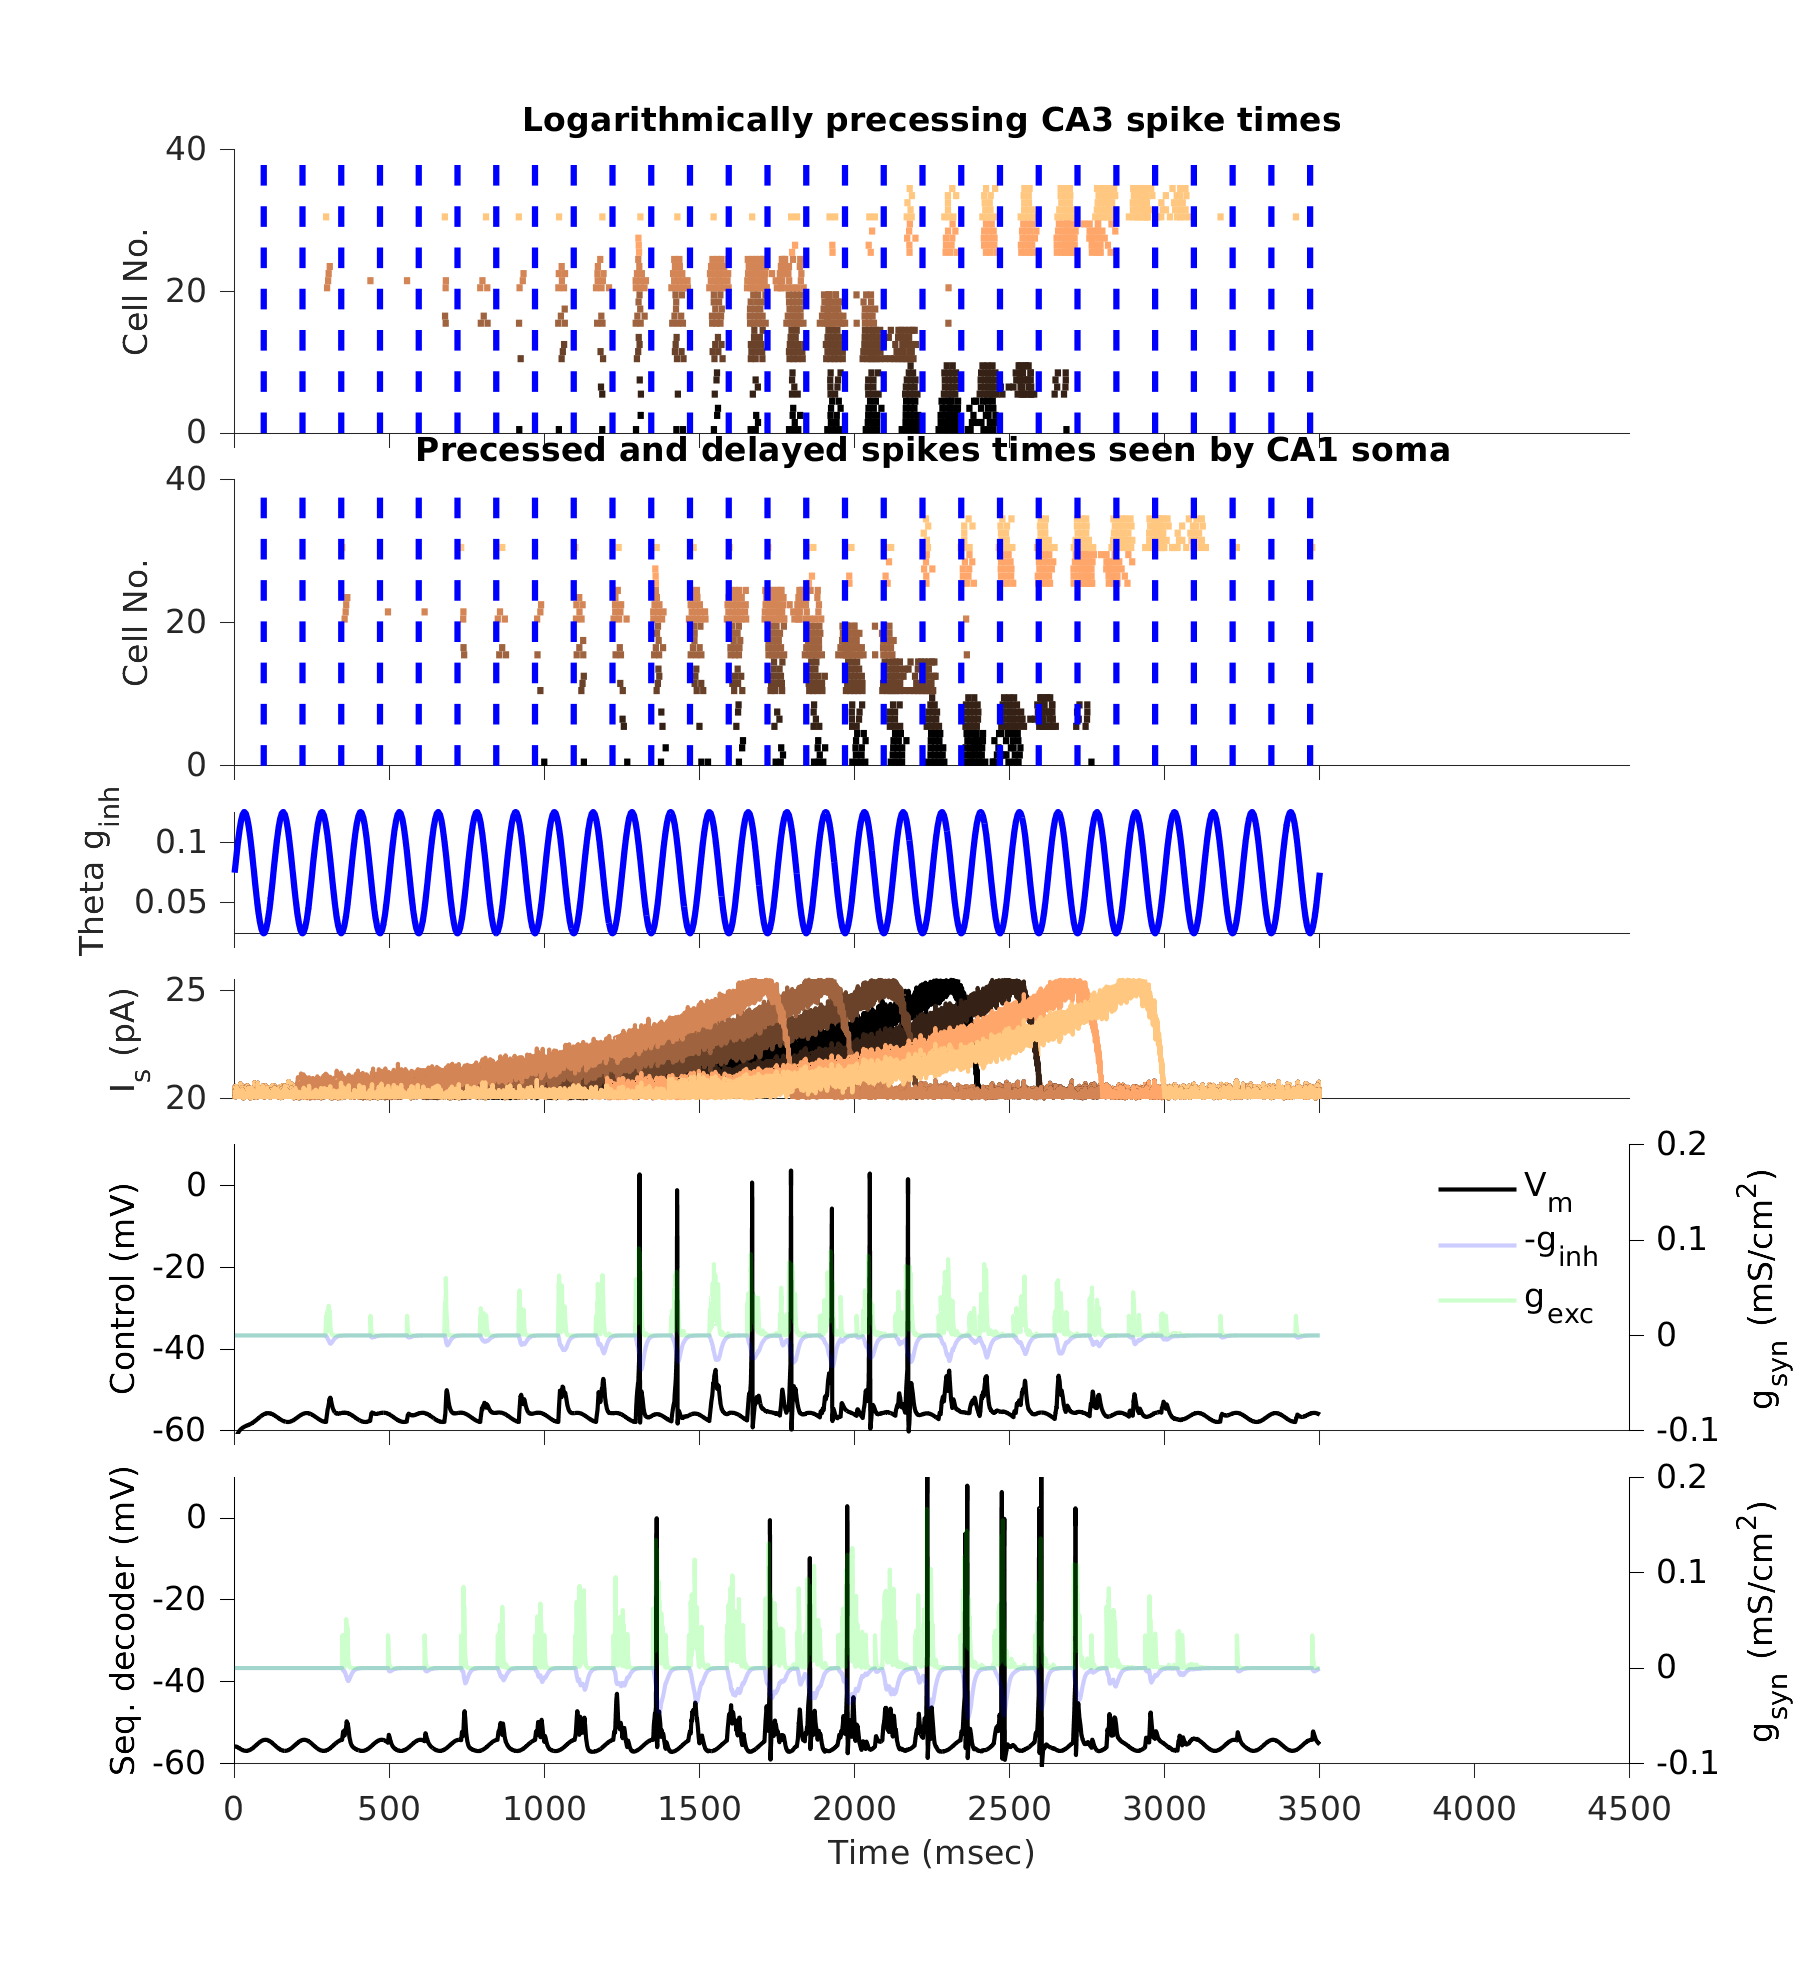 Logarithmically precessing CA3 spike times
40
20
0
Cell No.
Precessed and delayed spikes times seen by CA1 soma
40
20
0
Cell No.
0.1
0.05
Theta g_inh
25
20
I_s (pA)
0
-20
-40
-60
Control (mV)
V_m
-g_inh
g_exc
0.2
0.1
0
-0.1
g_syn (mS/cm²)
0
-20
-40
-60
Seq. decoder (mV)
0.2
0.1
0
-0.1
g_syn (mS/cm²)
0 500 1000 1500 2000 2500 3000 3500 4000 4500
Time (msec)